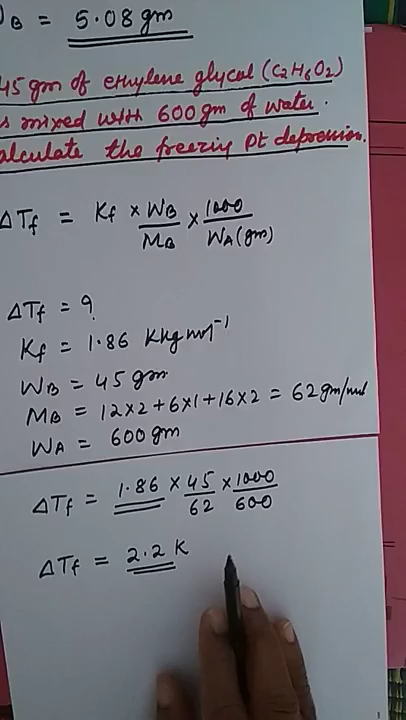 B = 5.08 gm
45 gm of ethylene glycol (C2H6O2)
is mixed with 600 gm of water.
alculate the freezing pt depression.
ΔTf = Kf × WB/MB × 1000/WA(gm)
ΔTf = ?
Kf = 1.86 K kg mol⁻¹
WB = 45 gm
MB = 12×2+6×1+16×2 = 62 gm/mol
WA = 600 gm
ΔTf = 1.86 × 45/62 × 1000/600
ΔTf = 2.2 K